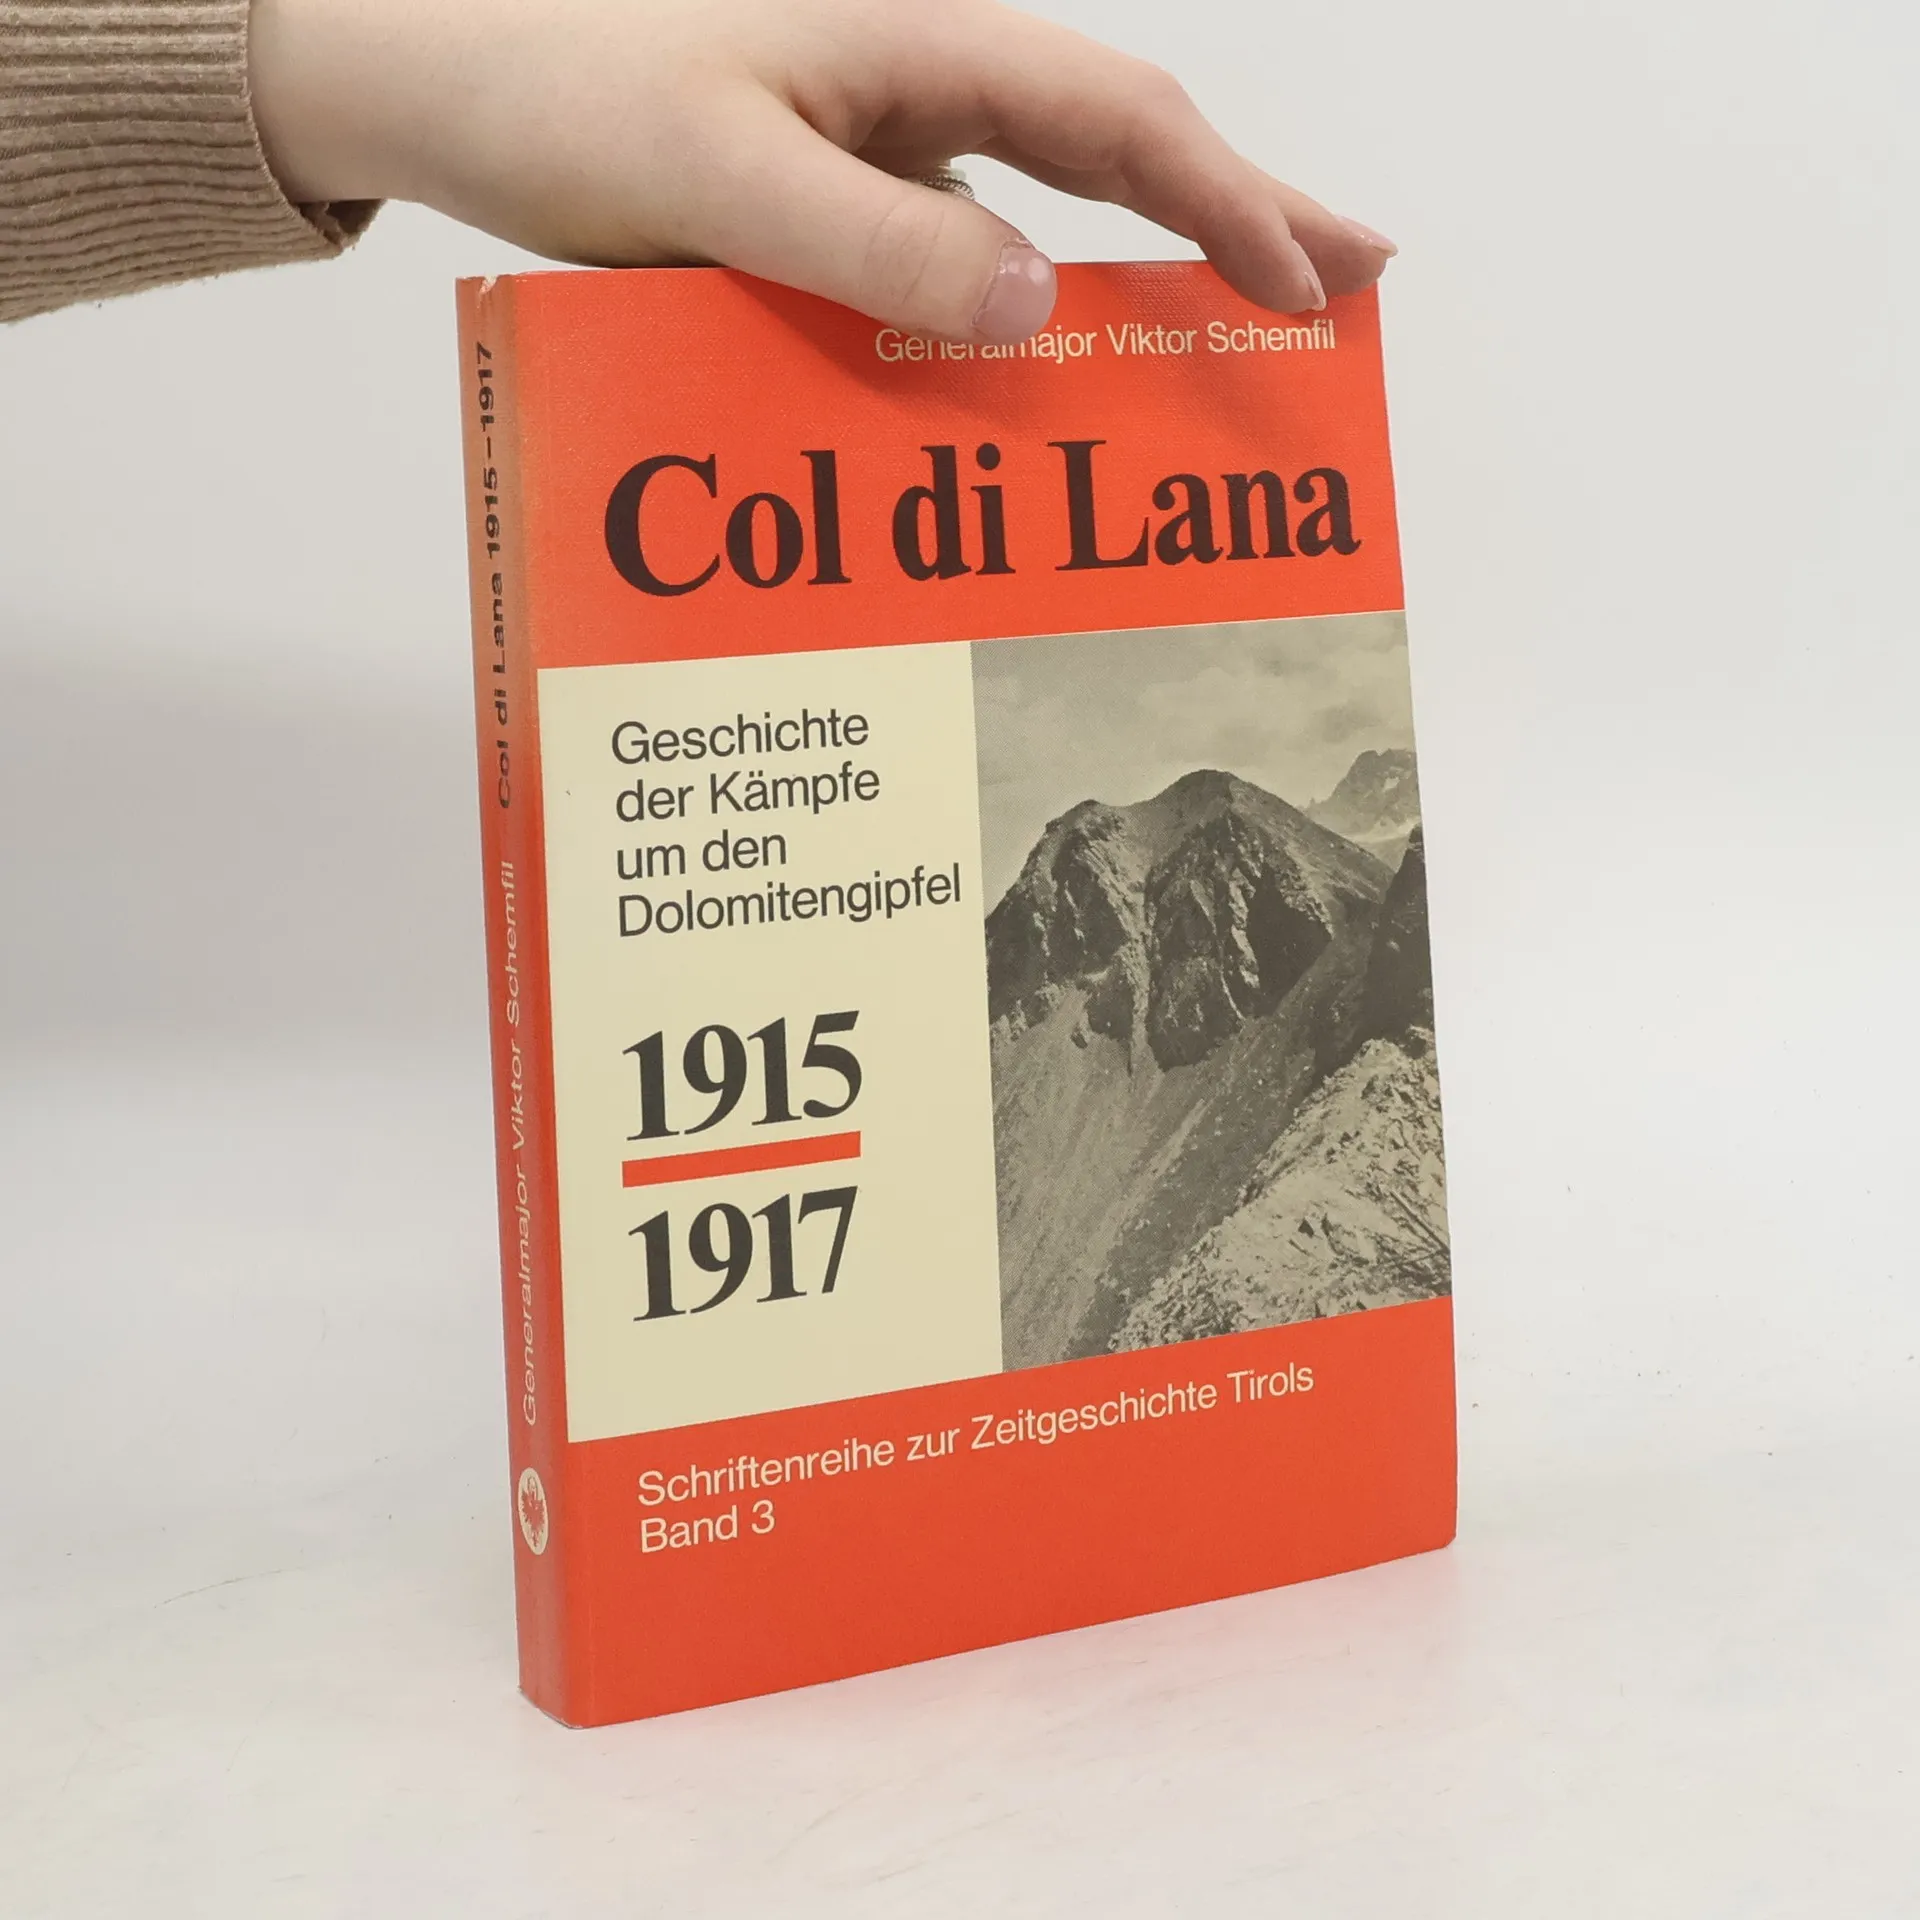 Generalmajor Viktor Schemfil
Col di Lana
Geschichte
der Kämpfe
um den
Dolomitengipfel
1915
1917
Schriftenreihe zur Zeitgeschichte Tirols
Band 3
Generalmajor Viktor Schemfil Col di Lana 1915–1917